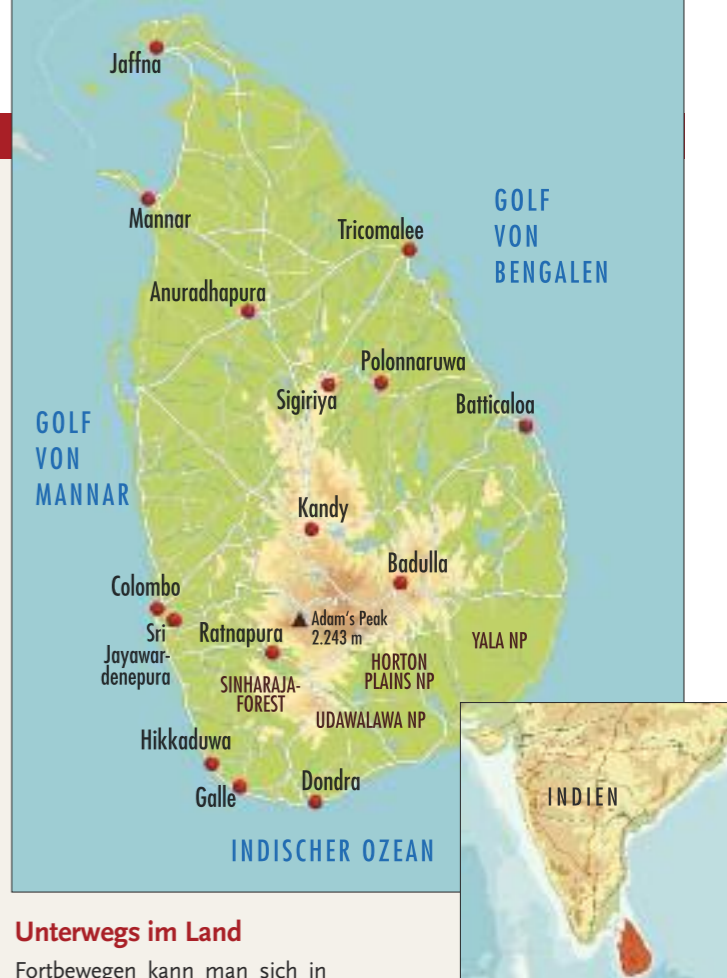 Jaffna
Mannar
GOLF
VON
BENGALEN
Tricomalee
Anuradhapura
Polonnaruwa
Sigiriya
Batticaloa
GOLF
VON
MANNAR
Kandy
Badulla
Colombo
Adam's Peak
2.243 m
Sri
Jayawar-
denepura
Ratnapura
YALA NP
HORTON
PLAINS NP
SINHARAJA-
FOREST
UDAWALAWA NP
Hikkaduwa
Galle
Dondra
INDIEN
INDISCHER OZEAN
Unterwegs im Land
Fortbewegen kann man sich in